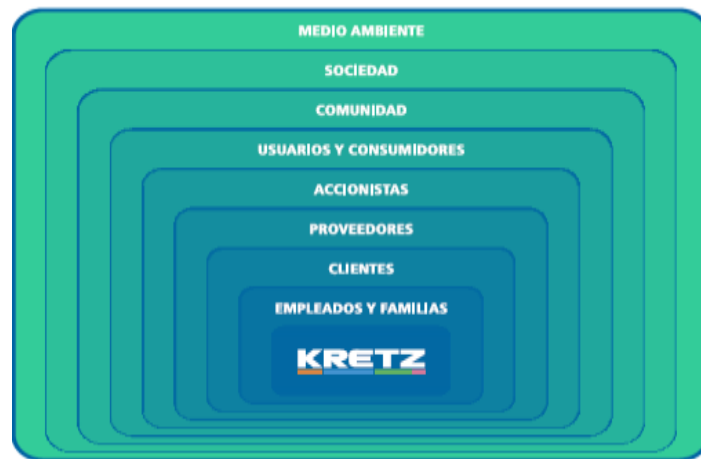 MEDIO AMBIENTE
SOCIEDAD
COMUNIDAD
USUARIOS Y CONSUMIDORES
ACCIONISTAS
PROVEEDORES
CLIENTES
EMPLEADOS Y FAMILIAS
KRETZ